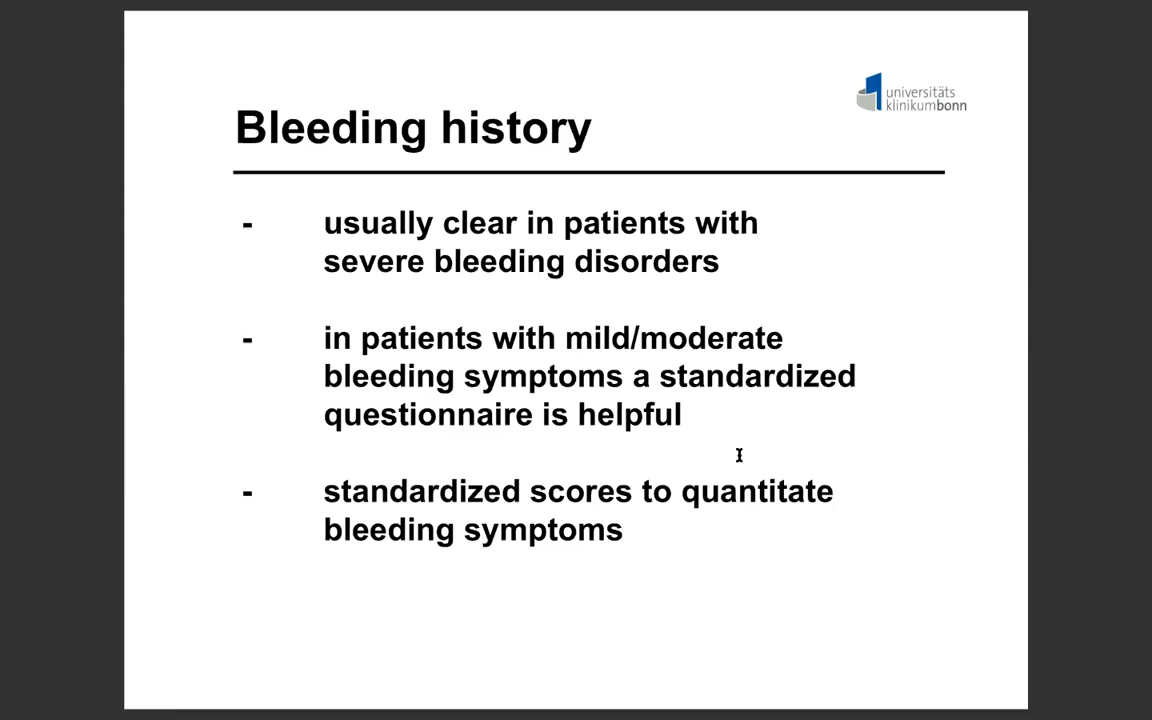 universitäts
klinikumbonn
Bleeding history
- usually clear in patients with
severe bleeding disorders
- in patients with mild/moderate
bleeding symptoms a standardized
questionnaire is helpful
- standardized scores to quantitate
bleeding symptoms